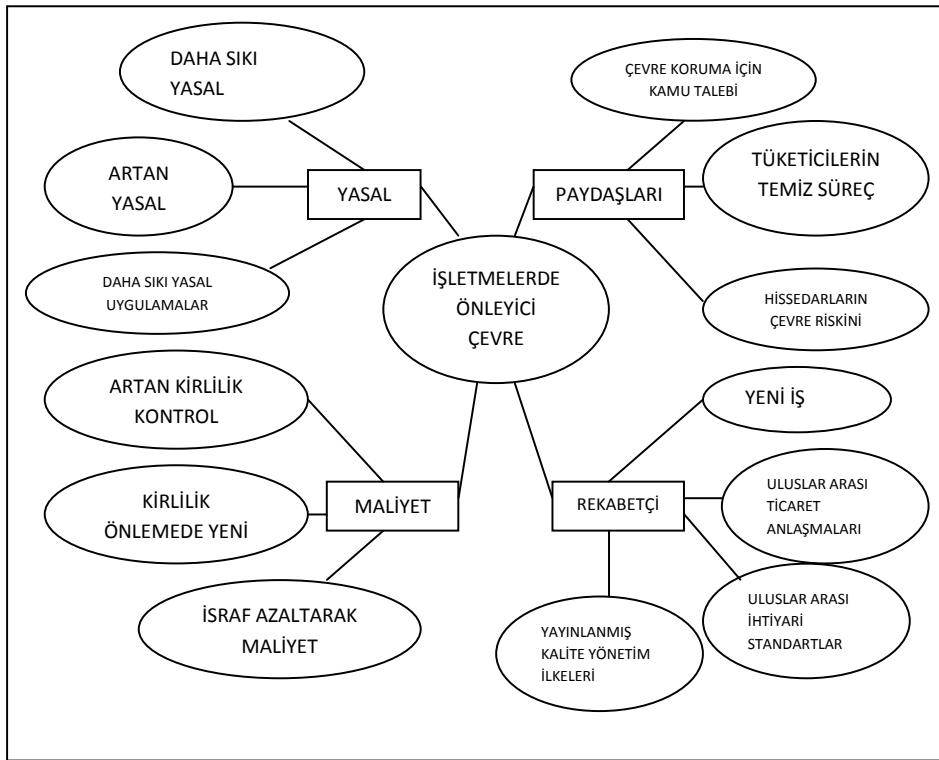 DAHA SIKI
YASAL
ARTAN
YASAL
DAHA SIKI YASAL
UYGULAMALAR
YASAL
ÇEVRE KORUMA İÇİN
KAMU TALEBİ
TÜKETİCİLERİN
TEMİZ SÜREÇ
HİSSEDARLARIN
ÇEVRE RİSKİNİ
PAYDAŞLARI
İŞLETMELERDE
ÖNLEYİCİ
ÇEVRE
ARTAN KİRLİLİK
KONTROL
KİRLİLİK
ÖNLEMEDE YENİ
İSRAF AZALTARAK
MALİYET
MALİYET
YENİ İŞ
ULUSLAR ARASI
TİCARET
ANLAŞMALARI
ULUSLAR ARASI
İHTİYARİ
STANDARTLAR
REKABETÇİ
YAYINLANMIŞ
KALİTE YÖNETİM
İLKELERİ